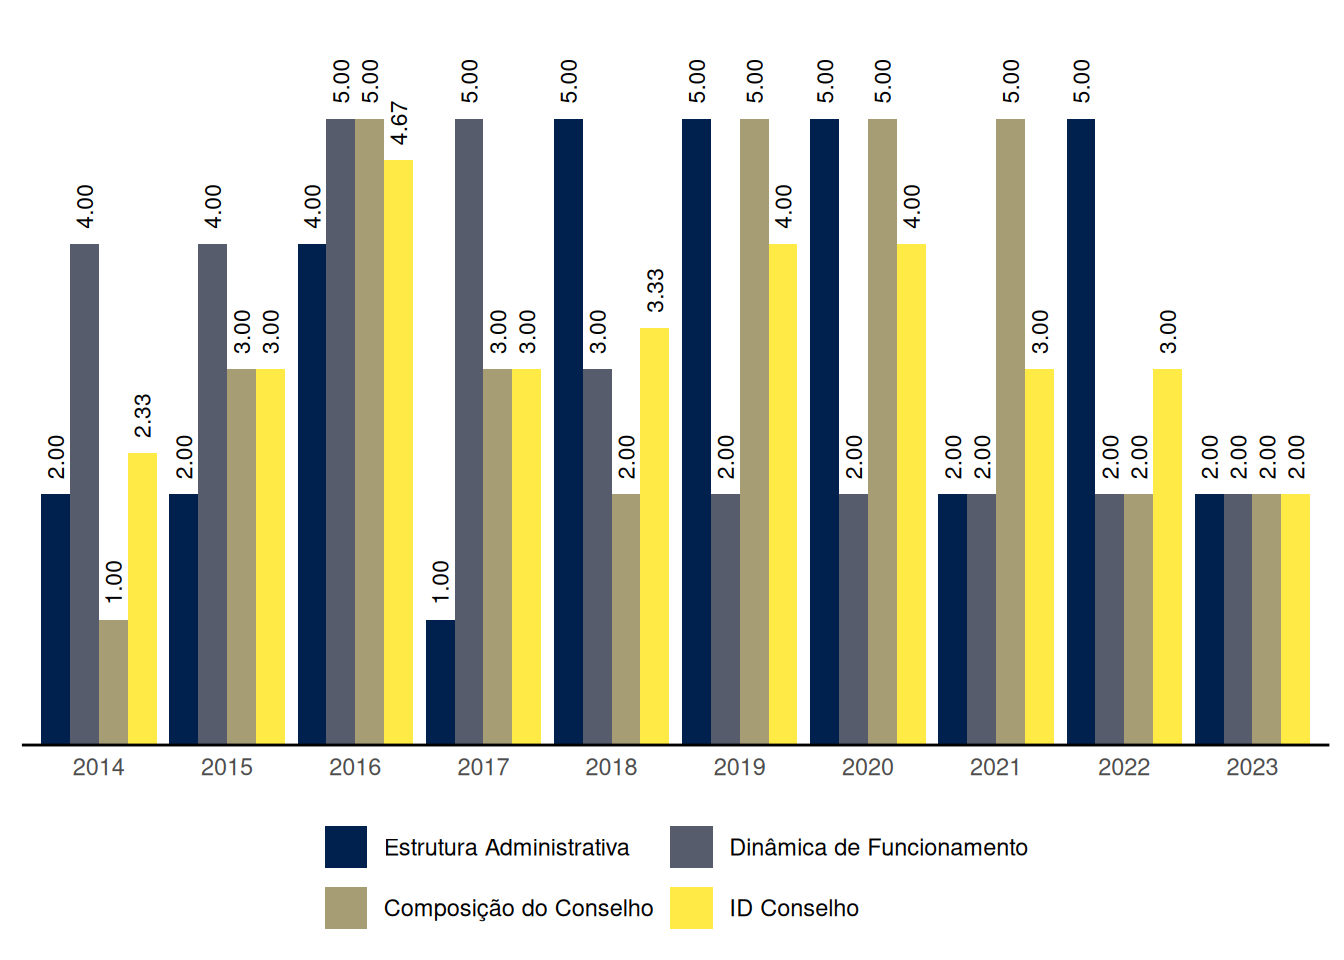 2.00 4.00 1.00 2.33 2.00 4.00 3.00 3.00 4.00 5.00 5.00 4.67 1.00 5.00 3.00 3.00 5.00 3.00 2.00 3.33 5.00 2.00 5.00 4.00 5.00 2.00 5.00 4.00 2.00 2.00 5.00 3.00 5.00 2.00 2.00 3.00 2.00 2.00 2.00 2.00
2014 2015 2016 2017 2018 2019 2020 2021 2022 2023
Estrutura Administrativa Dinâmica de Funcionamento
Composição do Conselho ID Conselho